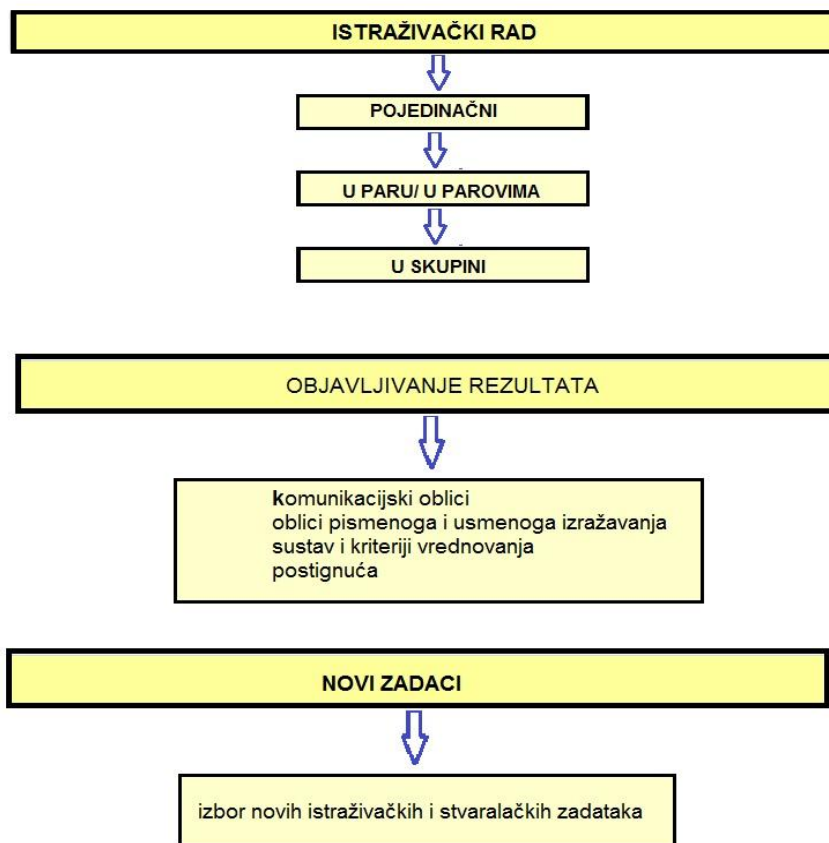 ISTRAŽIVAČKI RAD
POJEDINAČNI
U PARU/ U PAROVIMA
U SKUPINI
OBJAVLJIVANJE REZULTATA
komunikacijski oblici
oblici pismenoga i usmenoga izražavanja
sustav i kriteriji vrednovanja
postignuća
NOVI ZADACI
izbor novih istraživačkih i stvaralačkih zadataka